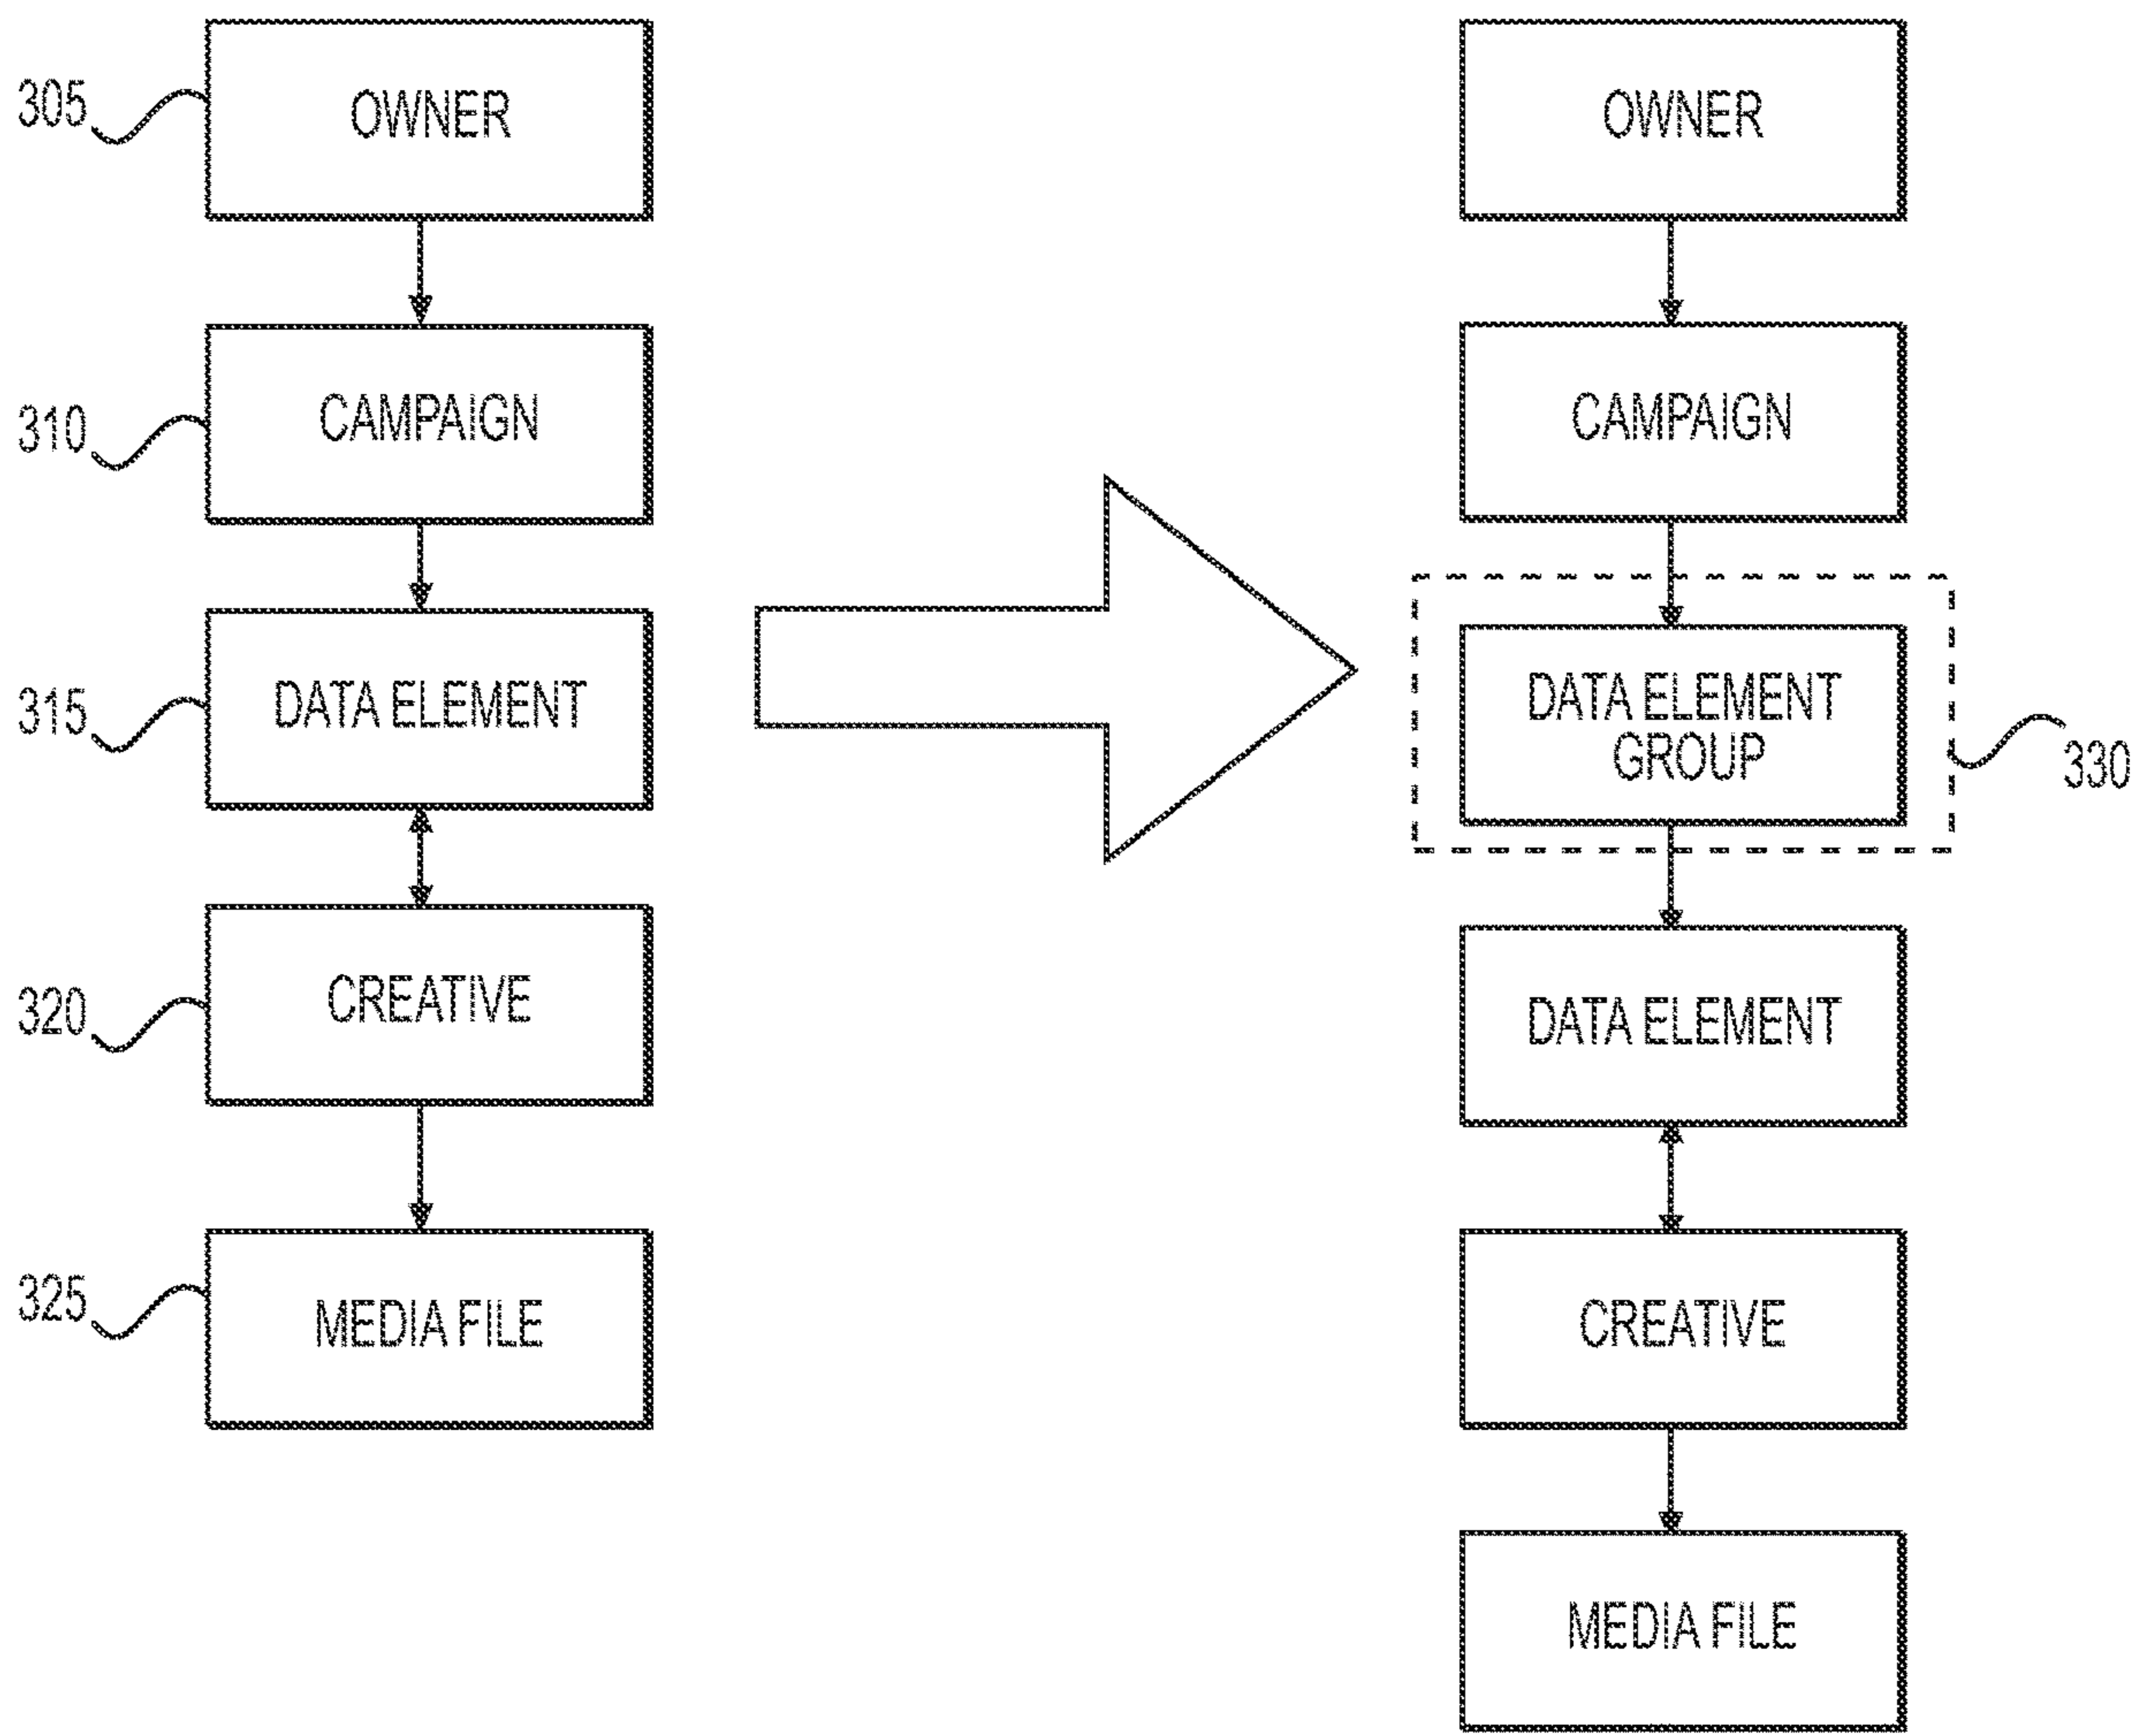 305
OWNER
310
CAMPAIGN
315
DATA ELEMENT
320
CREATIVE
325
MEDIA FILE
OWNER
CAMPAIGN
DATA ELEMENT
GROUP
330
DATA ELEMENT
CREATIVE
MEDIA FILE